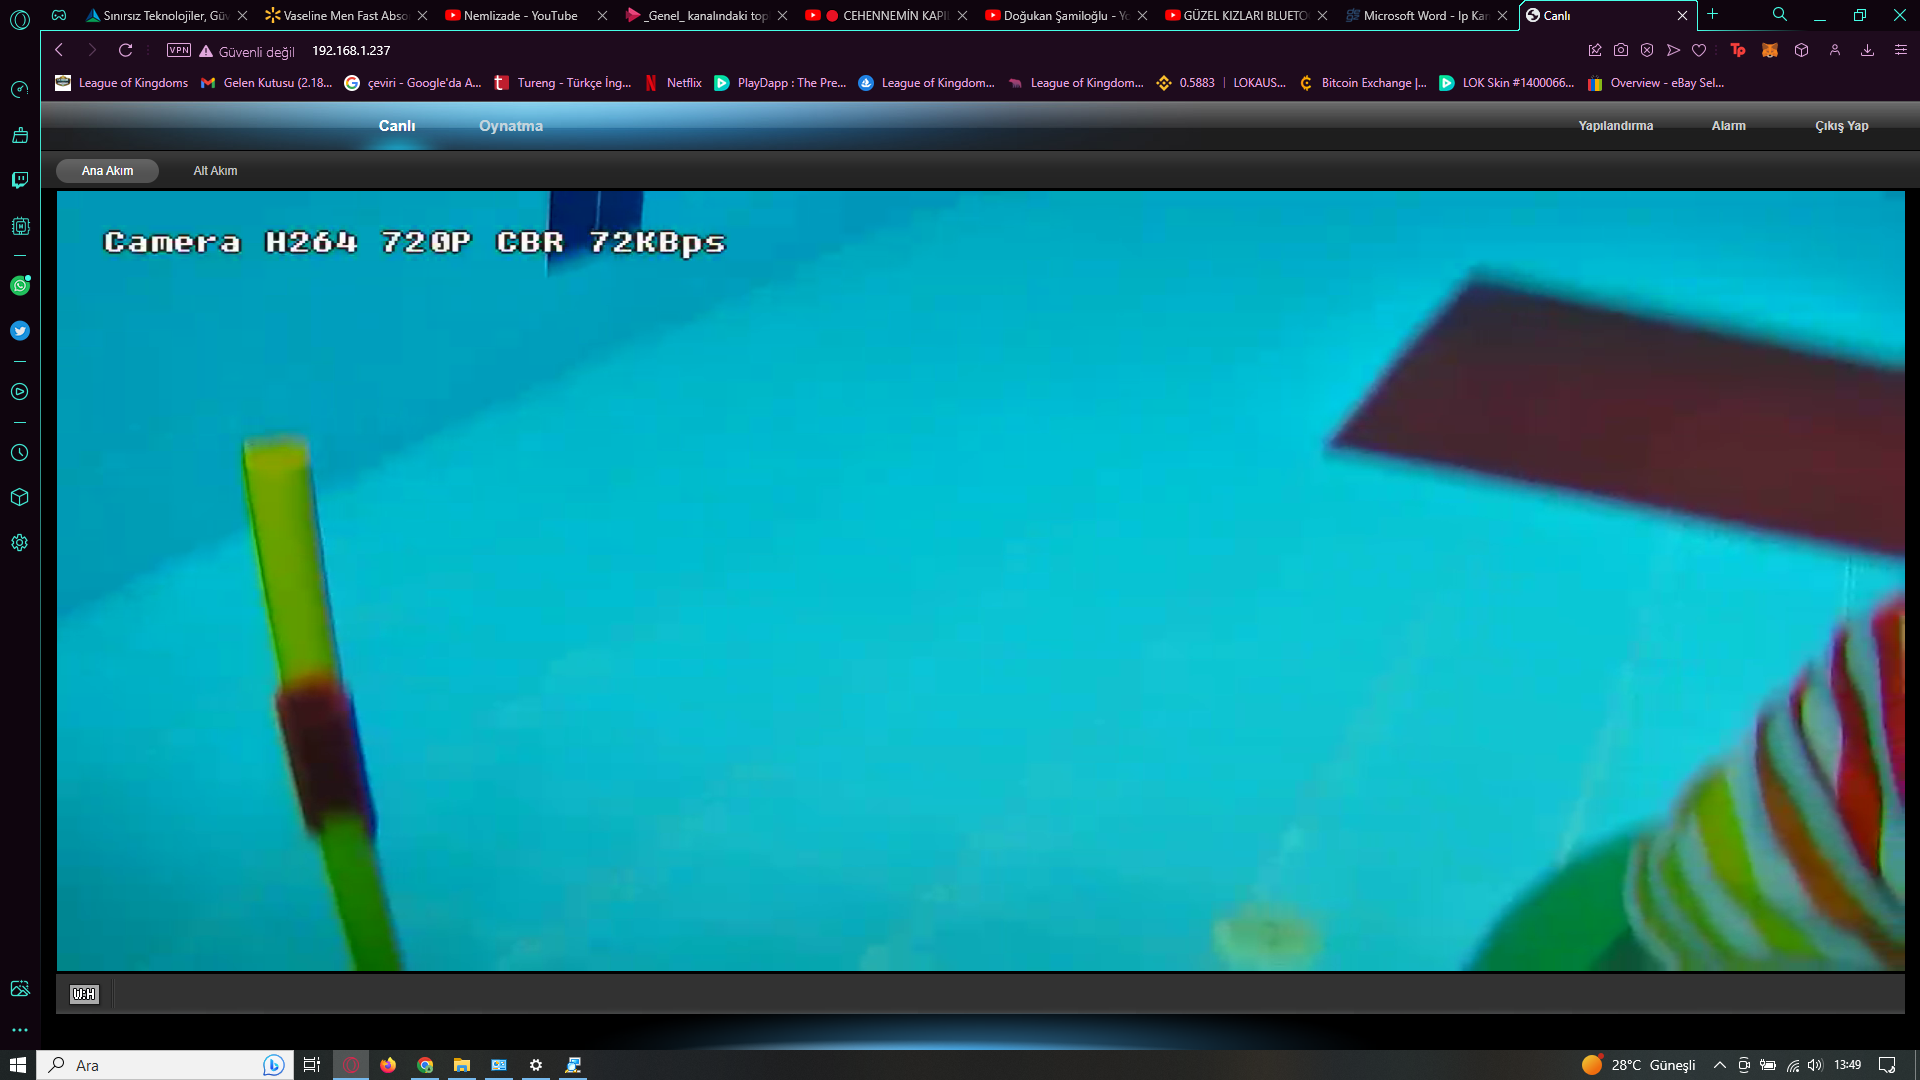 Sınırsız Teknolojiler, Güv
Vaseline Men Fast Abso
Nemlizade - YouTube
_Genel_ kanalındaki top
CEHENNEMİN KAPI
Doğukan Şamiloğlu - Yo
GÜZEL KIZLARI BLUETO
Microsoft Word - Ip Kam
Canlı
VPN Güvenli değil 192.168.1.237
Tp
League of Kingdoms
Gelen Kutusu (2.18...
çeviri - Google'da A...
Tureng - Türkçe İng...
Netflix
PlayDapp : The Pre...
League of Kingdom...
League of Kingdom...
0.5883 | LOKAUS...
Bitcoin Exchange |...
LOK Skin #1400066...
Overview - eBay Sel...
Canlı
Oynatma
Yapılandırma
Alarm
Çıkış Yap
Ana Akım
Alt Akım
Camera H264 720P CBR 72KBps
W:H
Ara
28°C Güneşli
13:49